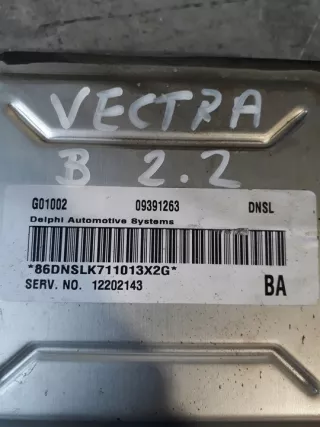 VECTRA
B 2.2
G01002 09391263 DNSL
Delphi Automotive Systems
*86DNSLK711013X2G*
SERV. NO. 12202143 BA